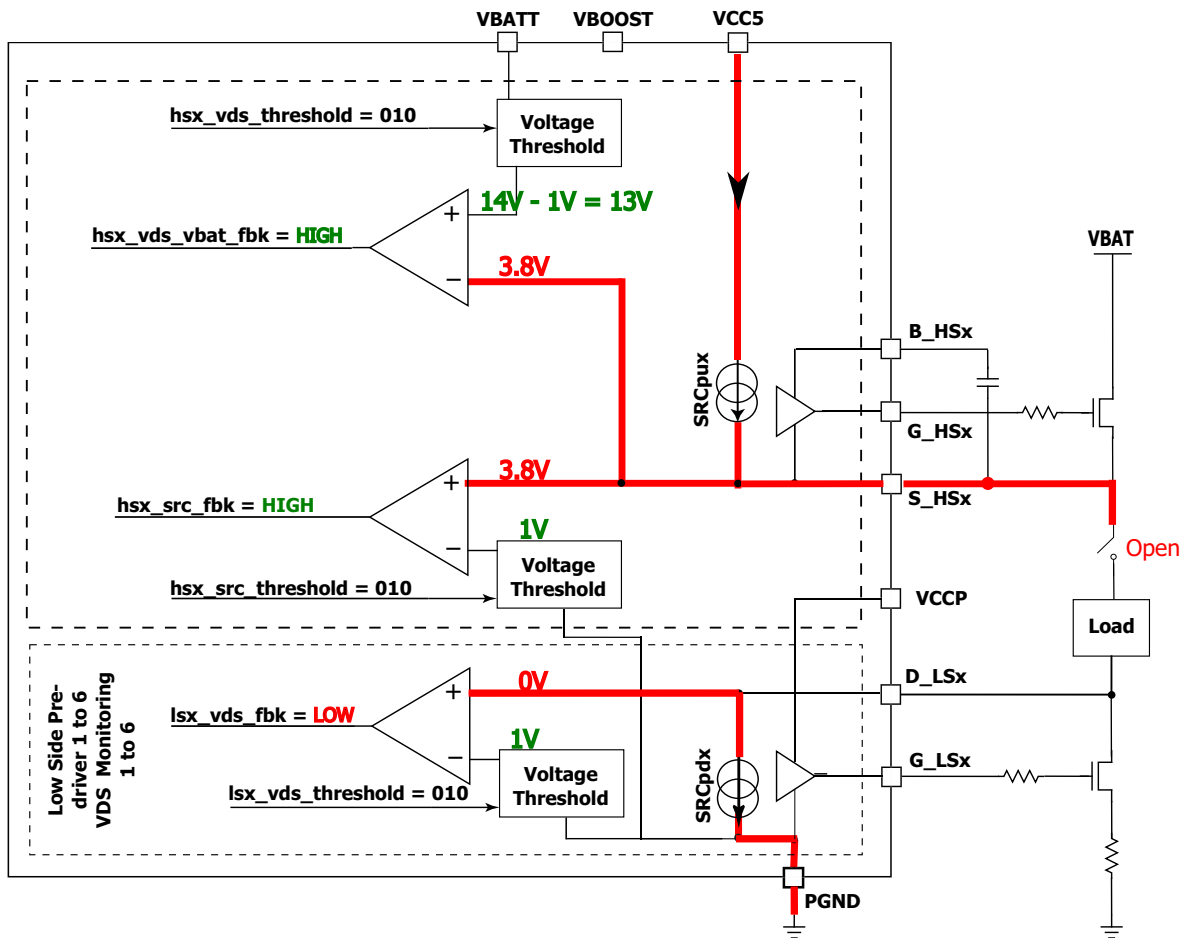 VBATT VBOOST VCC5
hsx_vds_threshold = 010
Voltage
Threshold
14V - 1V = 13V
+
hsx_vds_vbat_fbk = HIGH
−
3.8V
VBAT
B_HSx
SRCpux
G_HSx
3.8V
+
S_HSx
hsx_src_fbk = HIGH
1V
−
Open
Voltage
Threshold
hsx_src_threshold = 010
VCCP
Load
Low Side Pre-
driver 1 to 6
VDS Monitoring
1 to 6
0V
+
D_LSx
lsx_vds_fbk = LOW
1V
−
G_LSx
Voltage
Threshold
lsx_vds_threshold = 010
SRCpdx
PGND